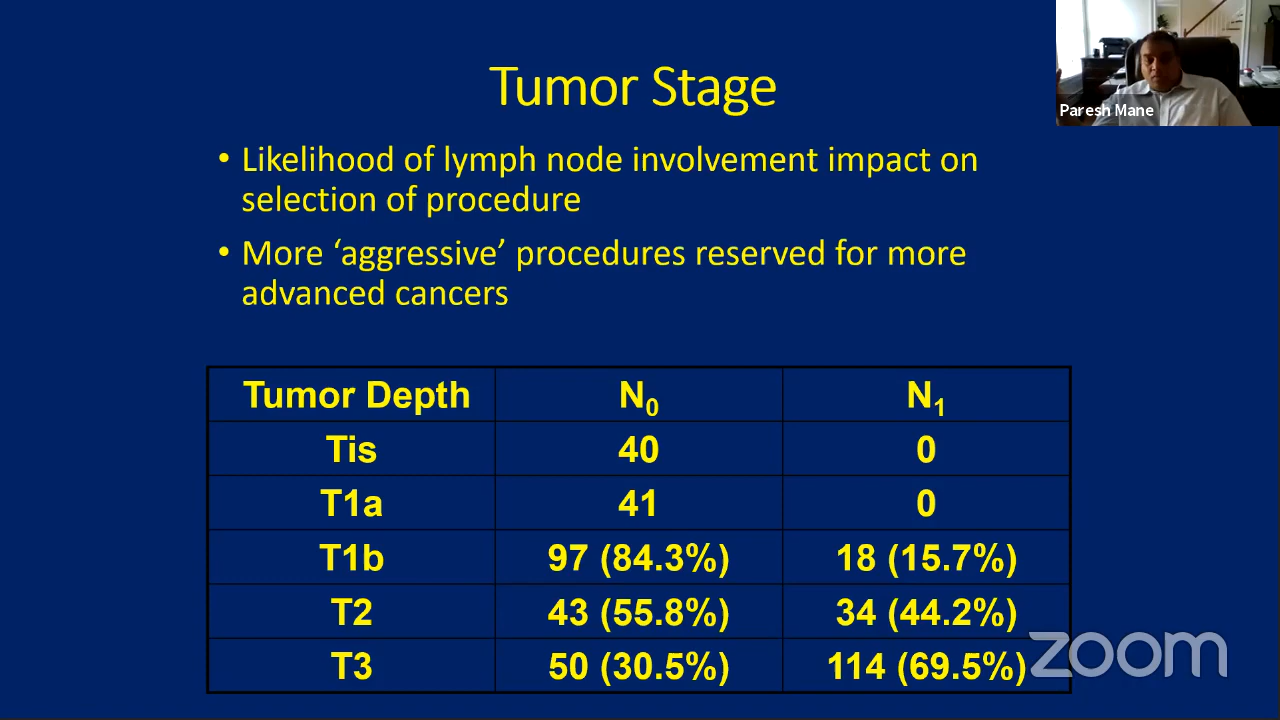 Tumor Stage
Paresh Mane
• Likelihood of lymph node involvement impact on
selection of procedure
• More ‘aggressive’ procedures reserved for more
advanced cancers
Tumor Depth N0 N1
Tis 40 0
T1a 41 0
T1b 97 (84.3%) 18 (15.7%)
T2 43 (55.8%) 34 (44.2%)
T3 50 (30.5%) 114 (69.5%)
zoom